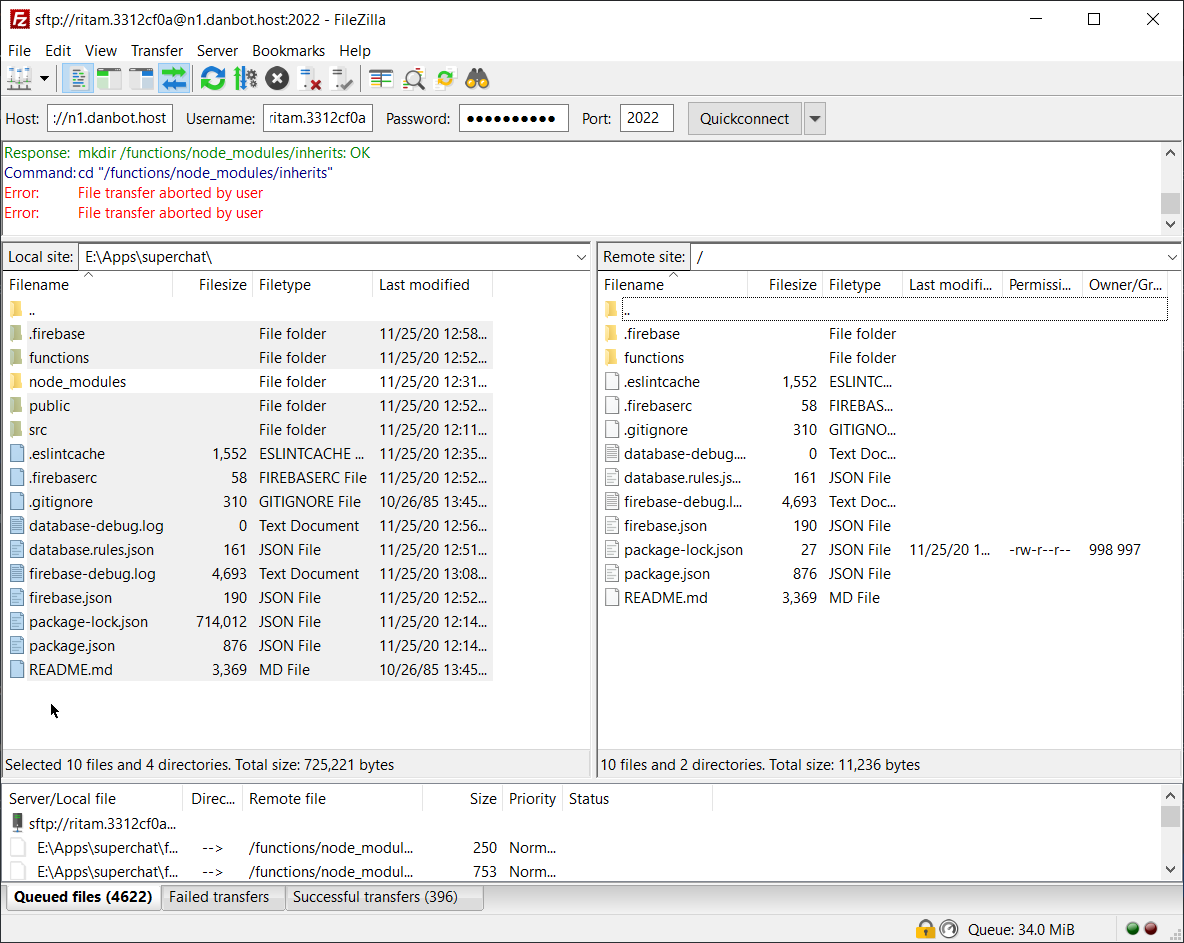 sftp://ritam.3312cf0a@n1.danbot.host:2022 - FileZilla
File Edit View Transfer Server Bookmarks Help
Host: ://n1.danbot.host Username: ritam.3312cf0a Password: ●●●●●●●●●● Port: 2022 Quickconnect
Response: mkdir /functions/node_modules/inherits: OK
Command: cd "/functions/node_modules/inherits"
Error: File transfer aborted by user
Error: File transfer aborted by user
Local site: E:\Apps\superchat\
Filename Filesize Filetype Last modified
..
.firebase File folder 11/25/20 12:58...
functions File folder 11/25/20 12:52...
node_modules File folder 11/25/20 12:31...
public File folder 11/25/20 12:52...
src File folder 11/25/20 12:11...
.eslintcache 1,552 ESLINTCACHE ... 11/25/20 12:35...
.firebaserc 58 FIREBASERC File 11/25/20 12:52...
.gitignore 310 GITIGNORE File 10/26/85 13:45...
database-debug.log 0 Text Document 11/25/20 12:56...
database.rules.json 161 JSON File 11/25/20 12:51...
firebase-debug.log 4,693 Text Document 11/25/20 13:08...
firebase.json 190 JSON File 11/25/20 12:52...
package-lock.json 714,012 JSON File 11/25/20 12:14...
package.json 876 JSON File 11/25/20 12:14...
README.md 3,369 MD File 10/26/85 13:45...
Selected 10 files and 4 directories. Total size: 725,221 bytes
Remote site: /
Filename Filesize Filetype Last modifi... Permissi... Owner/Gr...
..
.firebase File folder
functions File folder
.eslintcache 1,552 ESLINTC...
.firebaserc 58 FIREBAS...
.gitignore 310 GITIGNO...
database-debug.... 0 Text Doc...
database.rules.js... 161 JSON File
firebase-debug.l... 4,693 Text Doc...
firebase.json 190 JSON File
package-lock.json 27 JSON File 11/25/20 1... -rw-r--r-- 998 997
package.json 876 JSON File
README.md 3,369 MD File
10 files and 2 directories. Total size: 11,236 bytes
Server/Local file Direc... Remote file Size Priority Status
sftp://ritam.3312cf0a...
E:\Apps\superchat\f... --> /functions/node_modul... 250 Norm...
E:\Apps\superchat\f... --> /functions/node_modul... 753 Norm...
Queued files (4622) Failed transfers Successful transfers (396)
Queue: 34.0 MiB